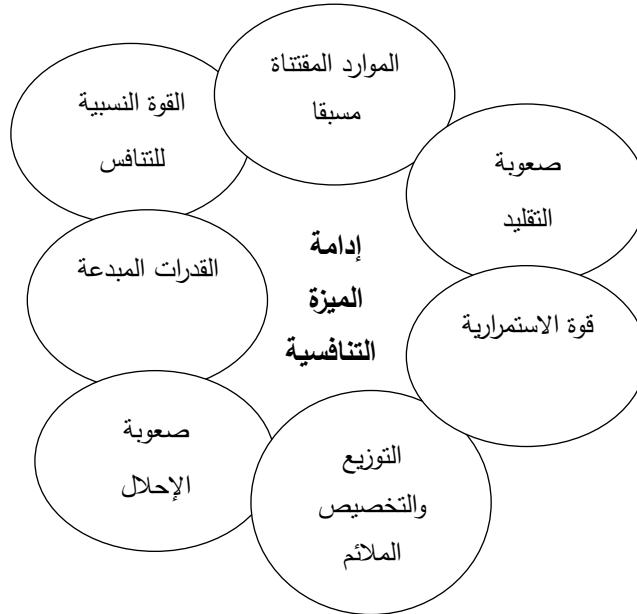 الموارد المقتناة
مسبقا
القوة النسبية
للتنافس
صعوبة
التقليد
إدامة
الميزة
التنافسية
القدرات المبدعة
قوة الاستمرارية
صعوبة
الإحلال
التوزيع
والتخصيص
الملائم